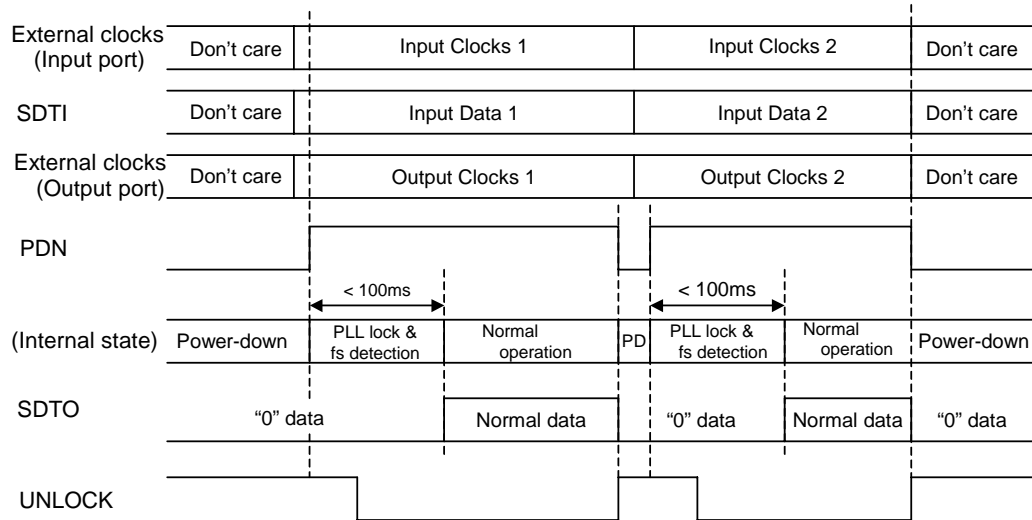 External clocks
(Input port)
Don't care
Input Clocks 1
Input Clocks 2
Don't care
SDTI
Don't care
Input Data 1
Input Data 2
Don't care
External clocks
(Output port)
Don't care
Output Clocks 1
Output Clocks 2
Don't care
PDN
< 100ms
< 100ms
(Internal state)
Power-down
PLL lock &
fs detection
Normal
operation
PD
PLL lock &
fs detection
Normal
operation
Power-down
SDTO
“0” data
Normal data
“0” data
Normal data
“0” data
UNLOCK